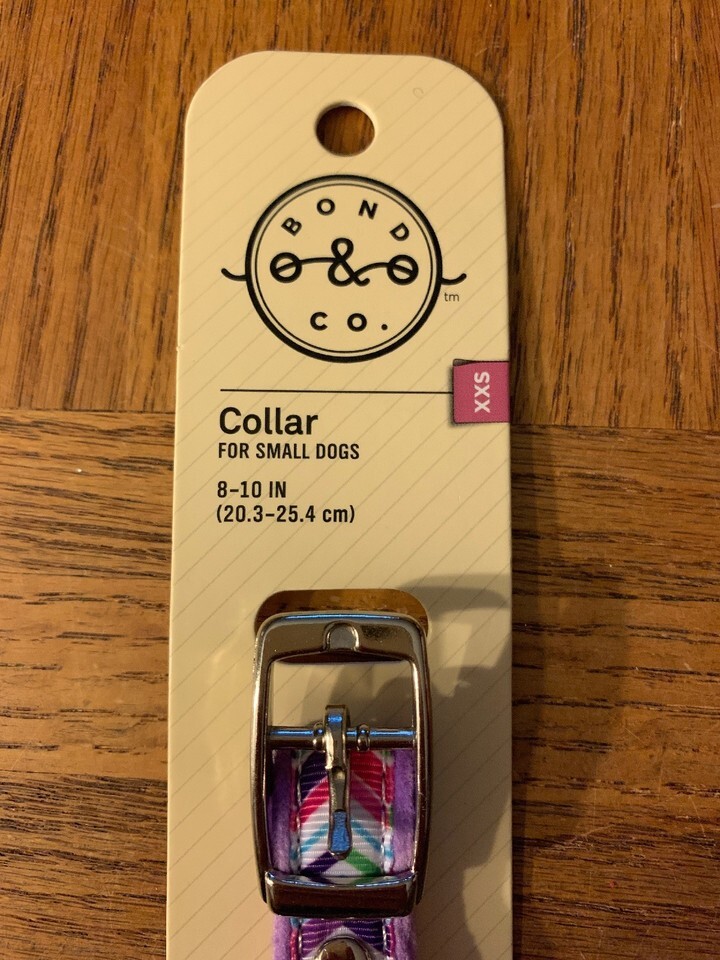 BOND
&
CO.
tm
XXS
Collar
FOR SMALL DOGS
8-10 IN
(20.3-25.4 cm)